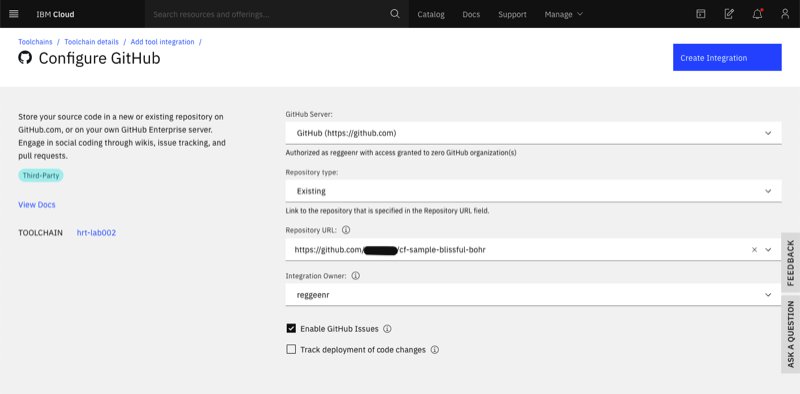 IBM Cloud
Search resources and offerings...
Catalog
Docs
Support
Manage
Toolchains / Toolchain details / Add tool integration /
Configure GitHub
Create Integration
Store your source code in a new or existing repository on
GitHub.com, or on your own GitHub Enterprise server.
Engage in social coding through wikis, issue tracking, and
pull requests.
Third-Party
View Docs
TOOLCHAIN hrt-lab002
GitHub Server:
GitHub (https://github.com)
Authorized as reggeenr with access granted to zero GitHub organization(s)
Repository type:
Existing
Link to the repository that is specified in the Repository URL field.
Repository URL:
https://github.com/ /cf-sample-blissful-bohr
Integration Owner:
reggeenr
Enable GitHub Issues
Track deployment of code changes
FEEDBACK
ASK A QUESTION